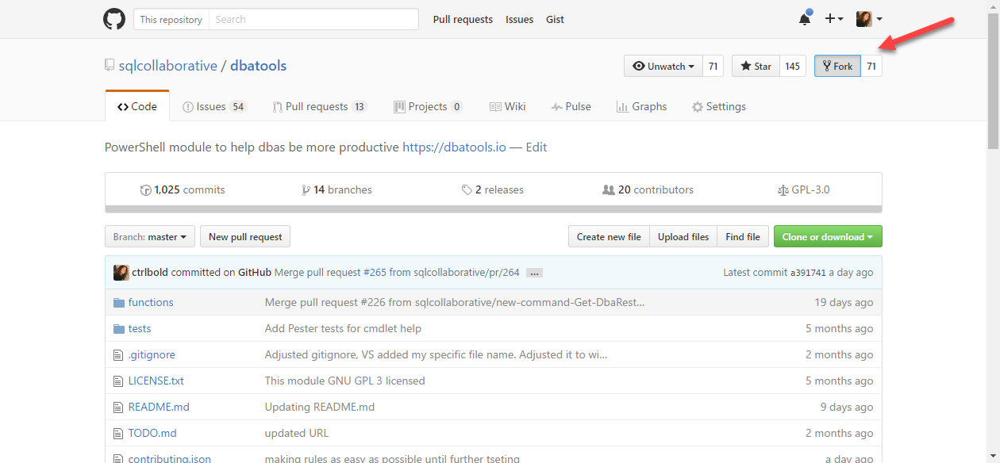 This repository Search Pull requests Issues Gist
sqlcollaborative / dbatools Unwatch 71 Star 145 Fork 71
Code Issues 54 Pull requests 13 Projects 0 Wiki Pulse Graphs Settings
PowerShell module to help dbas be more productive https://dbatools.io — Edit
1,025 commits 14 branches 2 releases 20 contributors GPL-3.0
Branch: master New pull request Create new file Upload files Find file Clone or download
ctrlbold committed on GitHub Merge pull request #265 from sqlcollaborative/pr/264 ... Latest commit a391741 a day ago
functions Merge pull request #226 from sqlcollaborative/new-command-Get-DbaRest... 19 days ago
tests Add Pester tests for cmdlet help 5 months ago
.gitignore Adjusted gitignore, VS added my specific file name. Adjusted it to wi... 2 months ago
LICENSE.txt This module GNU GPL 3 licensed 5 months ago
README.md Updating README.md 9 days ago
TODO.md updated URL 2 months ago
contributing.json making rules as easy as possible until further tseting a day ago